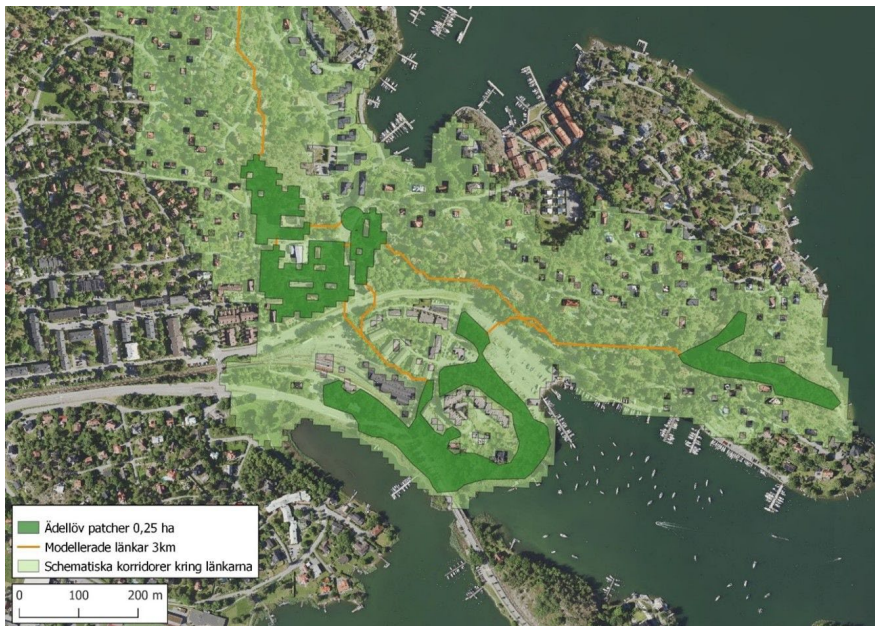 Ädellöv patcher 0,25 ha
Modellerade länkar 3km
Schematiska korridorer kring länkarna
0 100 200 m